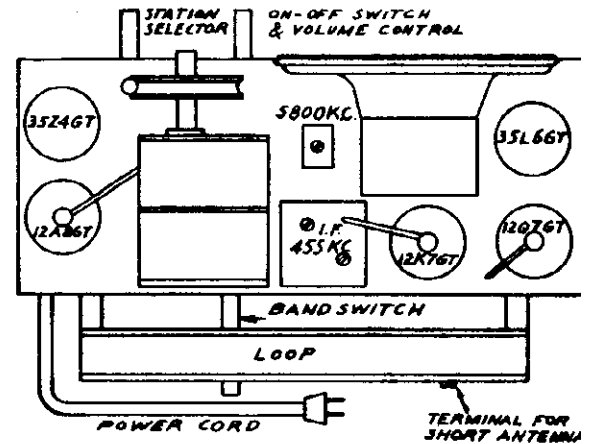 STATION
SELECTOR
ON-OFF SWITCH
& VOLUME CONTROL
35Z4GT
5800KC.
35L6GT
12A8GT
I.F.
455KC
12K7GT
12Q7GT
BAND SWITCH
LOOP
POWER CORD
TERMINAL FOR
SHORT ANTENNA